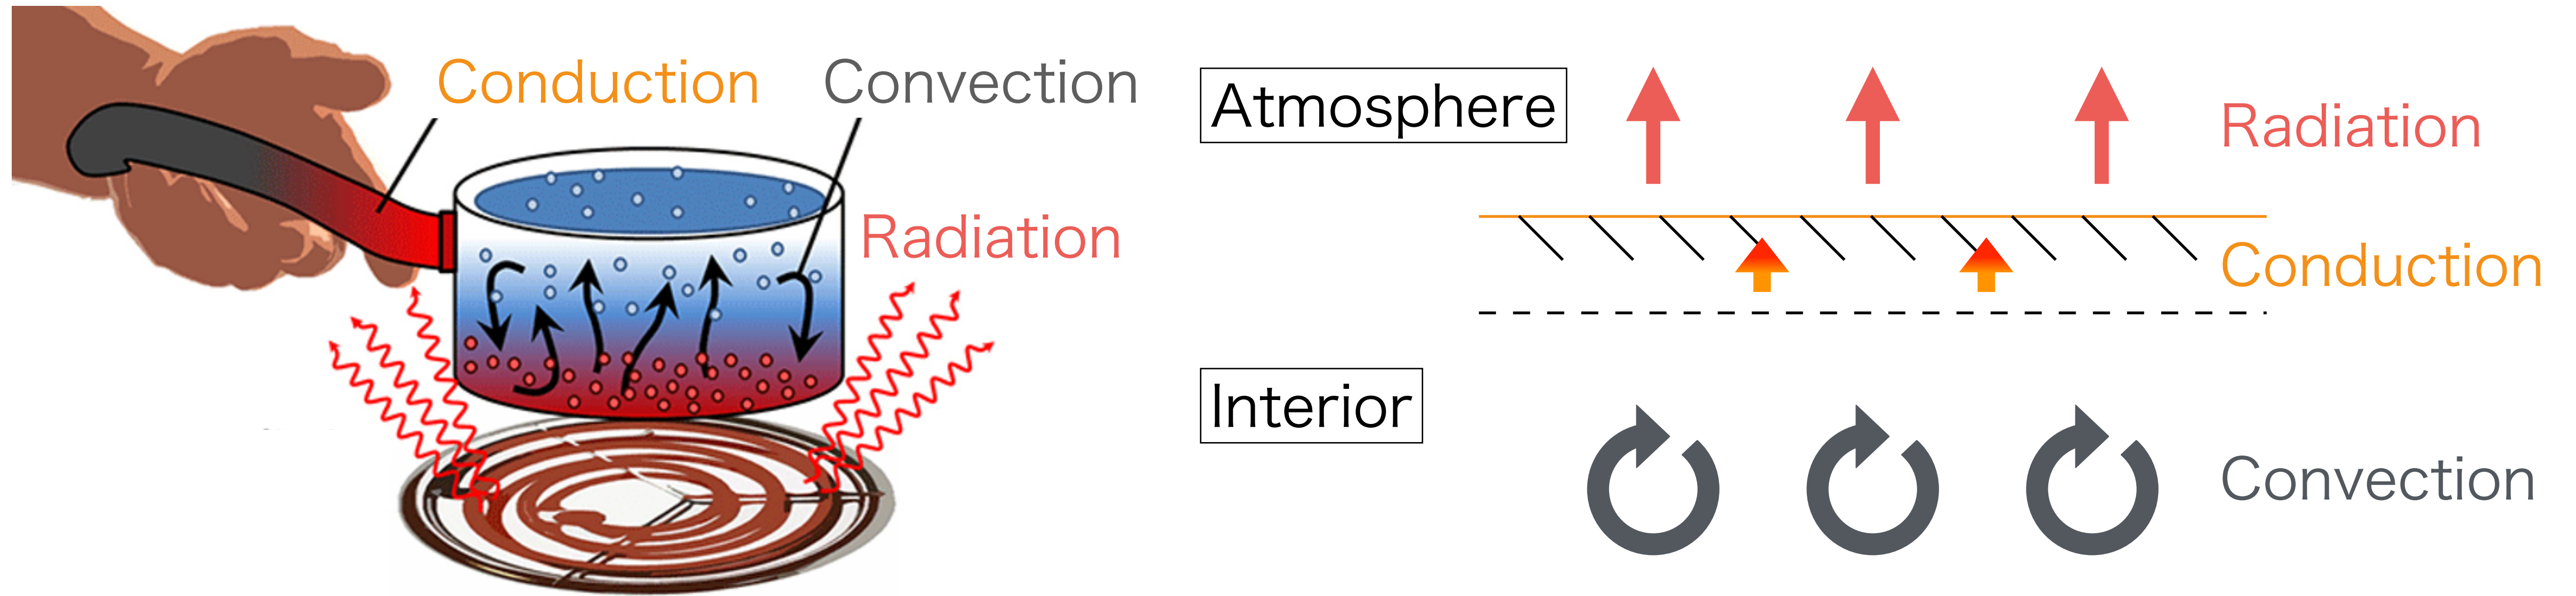 Conduction
Convection
Radiation
Atmosphere
Radiation
Conduction
Interior
Convection